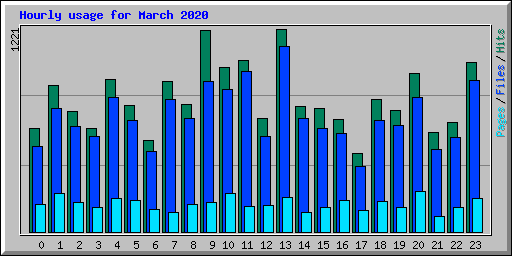 Hourly usage for March 2020
1221
Pages/Files/Hits
0 1 2 3 4 5 6 7 8 9 10 11 12 13 14 15 16 17 18 19 20 21 22 23